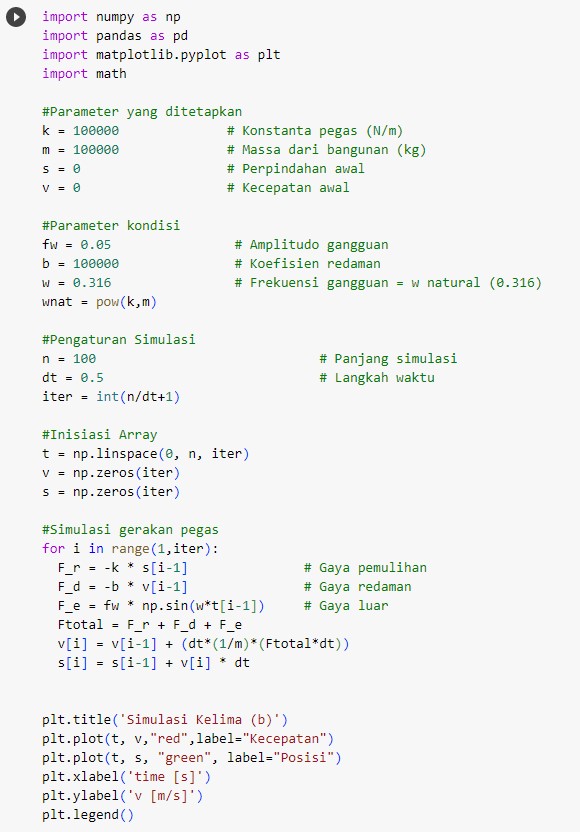 import numpy as np
import pandas as pd
import matplotlib.pyplot as plt
import math
#Parameter yang ditetapkan
k = 100000 # Konstanta pegas (N/m)
m = 100000 # Massa dari bangunan (kg)
s = 0 # Perpindahan awal
v = 0 # Kecepatan awal
#Parameter kondisi
fw = 0.05 # Amplitudo gangguan
b = 100000 # Koefisien redaman
w = 0.316 # Frekuensi gangguan = w natural (0.316)
wnat = pow(k,m)
#Pengaturan Simulasi
n = 100 # Panjang simulasi
dt = 0.5 # Langkah waktu
iter = int(n/dt+1)
#Inisiasi Array
t = np.linspace(0, n, iter)
v = np.zeros(iter)
s = np.zeros(iter)
#Simulasi gerakan pegas
for i in range(1,iter):
  F_r = -k * s[i-1] # Gaya pemulihan
  F_d = -b * v[i-1] # Gaya redaman
  F_e = fw * np.sin(w*t[i-1]) # Gaya luar
  Ftotal = F_r + F_d + F_e
  v[i] = v[i-1] + (dt*(1/m)*(Ftotal*dt))
  s[i] = s[i-1] + v[i] * dt
plt.title('Simulasi Kelima (b)')
plt.plot(t, v,"red",label="Kecepatan")
plt.plot(t, s, "green", label="Posisi")
plt.xlabel('time [s]')
plt.ylabel('v [m/s]')
plt.legend()